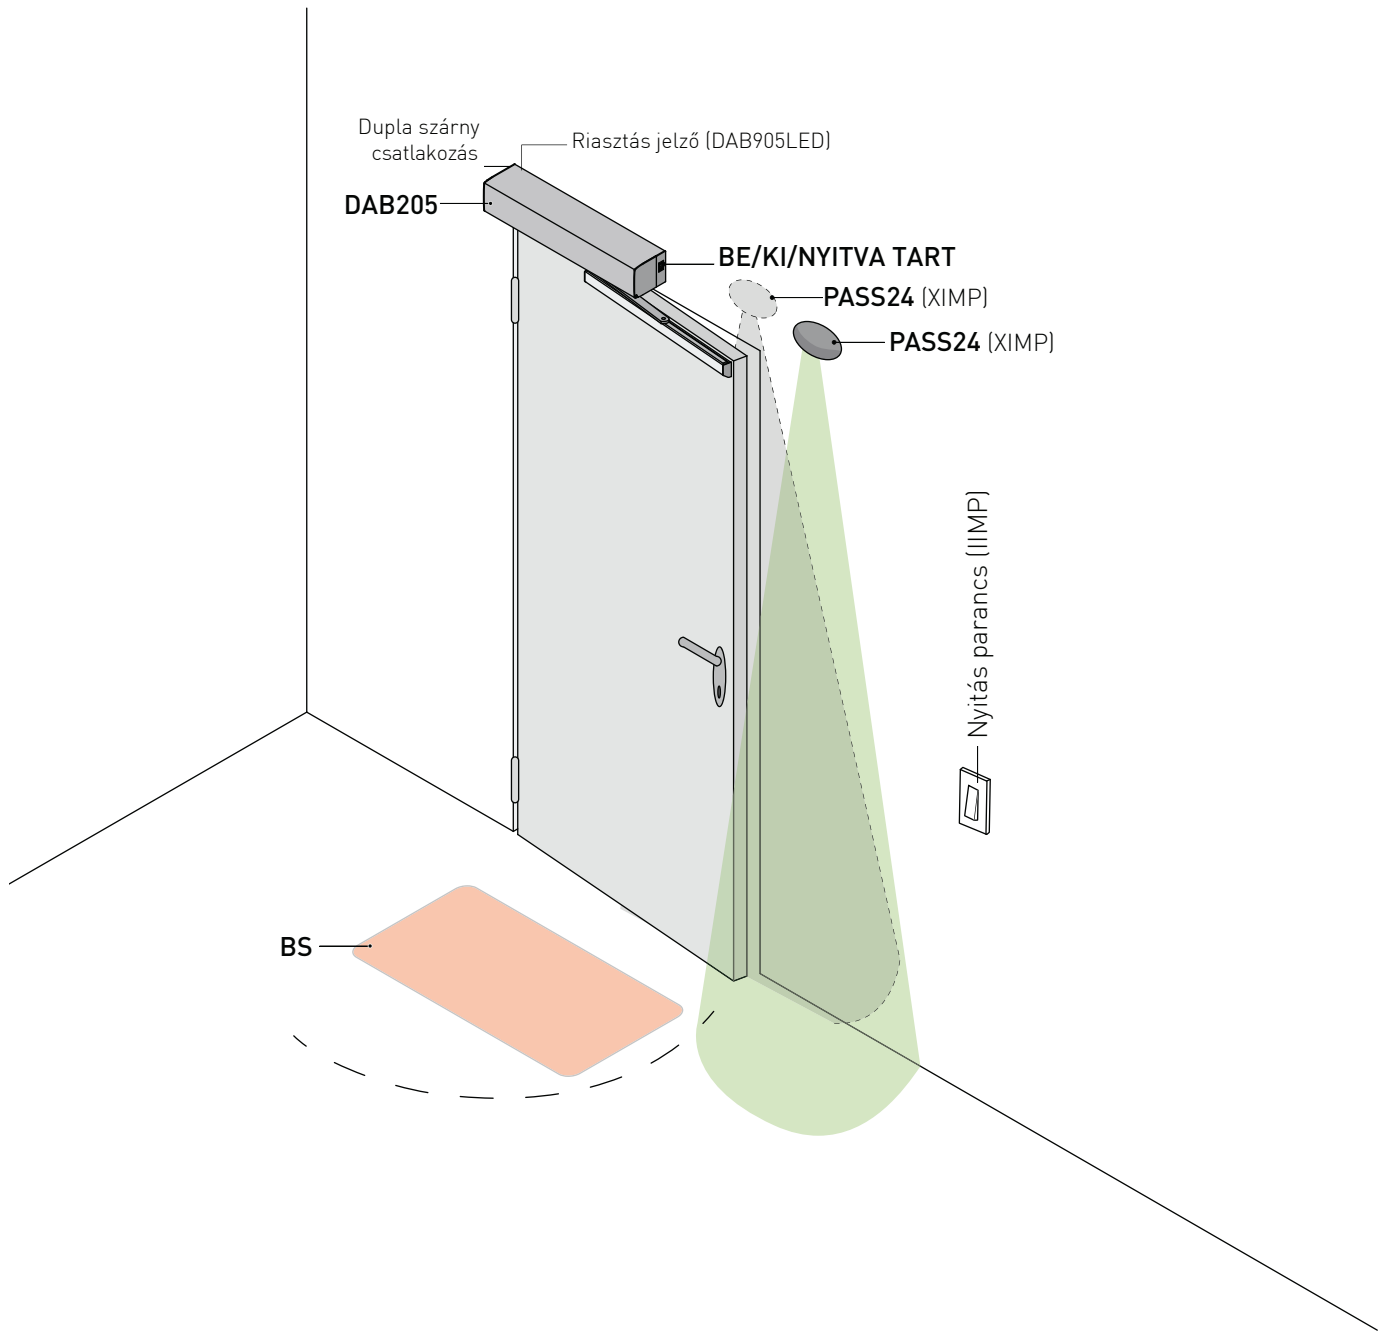 Dupla szárny
csatlakozás
Riasztás jelző (DAB905LED)
DAB205
BE/KI/NYITVA TART
PASS24 (XIMP)
PASS24 (XIMP)
Nyitás parancs (IIMP)
BS